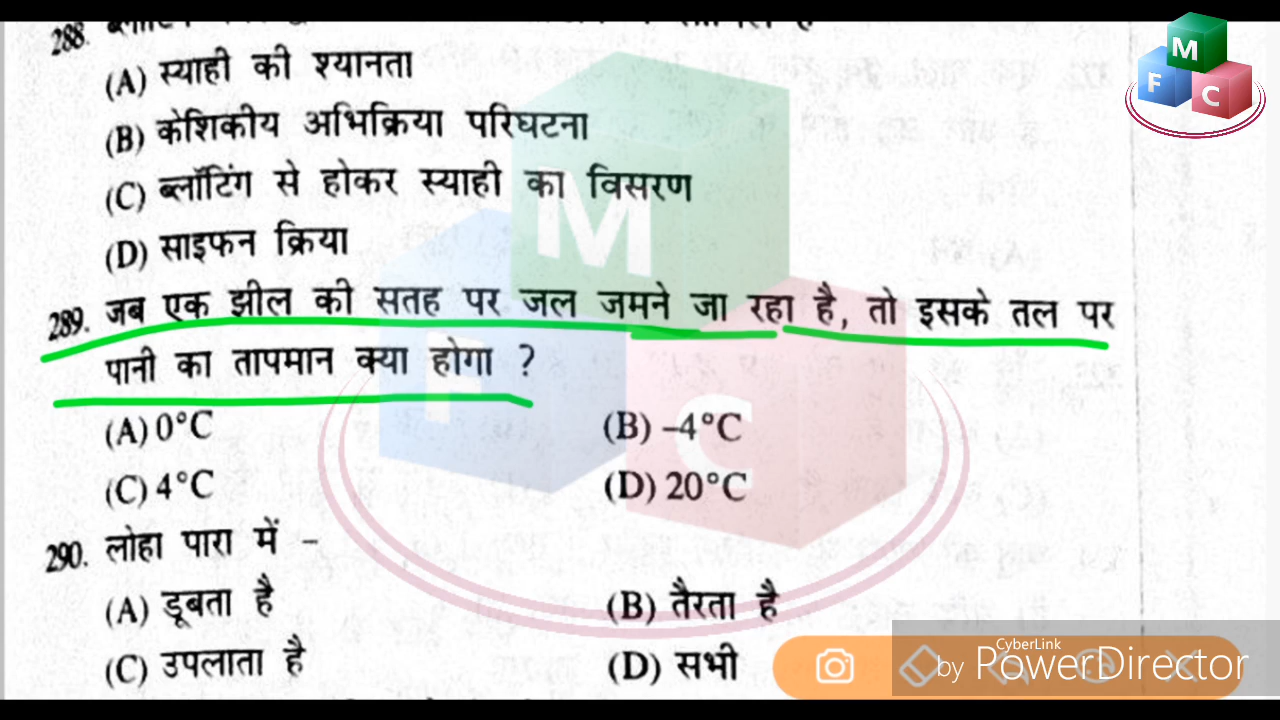 288.
(A) स्याही की श्यानता
(B) केशिकीय अभिक्रिया परिघटना
(C) ब्लॉटिंग से होकर स्याही का विसरण
(D) साइफन क्रिया
289. जब एक झील की सतह पर जल जमने जा रहा है, तो इसके तल पर
पानी का तापमान क्या होगा ?
(A) 0°C (B) –4°C
(C) 4°C (D) 20°C
290. लोहा पारा में –
(A) डूबता है (B) तैरता है
(C) उपलाता है (D) सभी
M
F C
M
F C
CyberLink
by PowerDirector